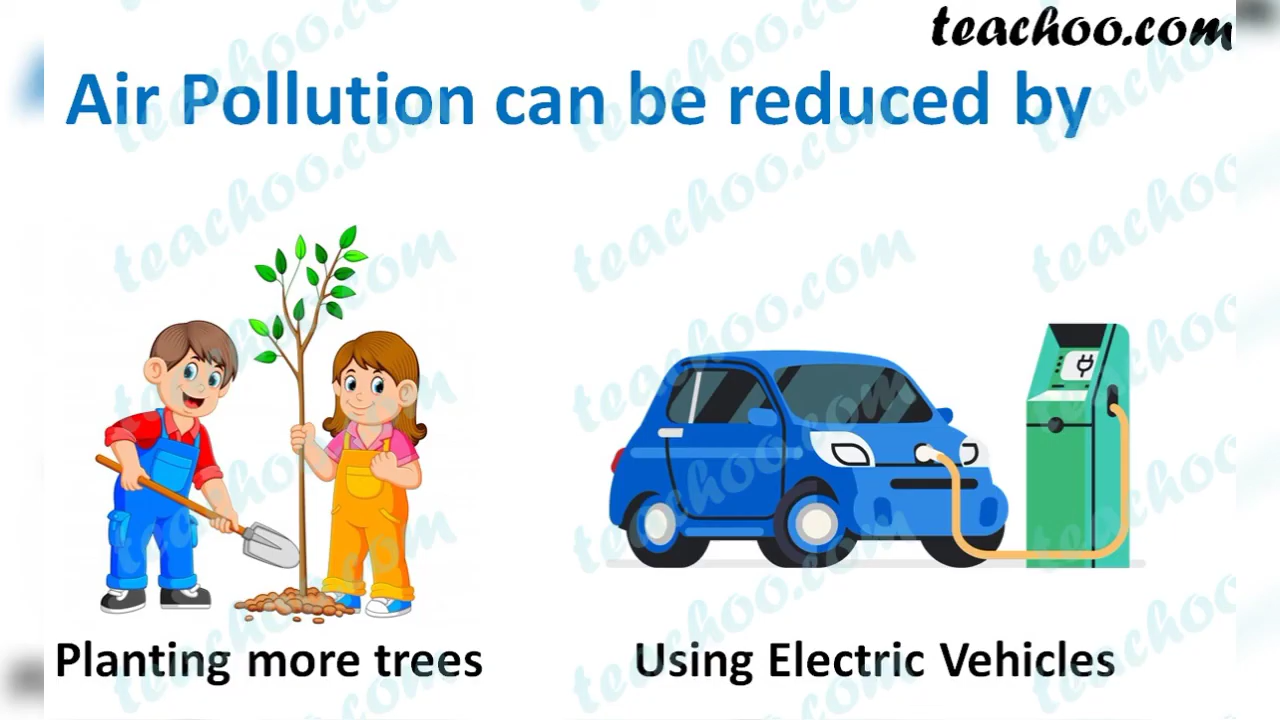 teachoo.com
Air Pollution can be reduced by
Planting more trees
Using Electric Vehicles